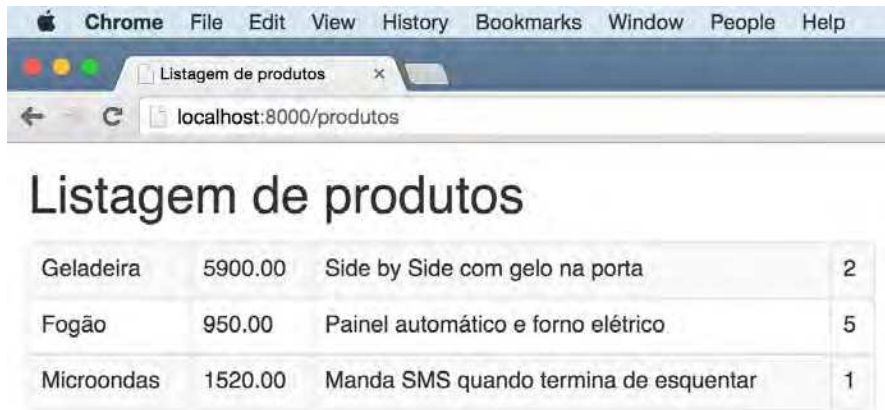 Chrome File Edit View History Bookmarks Window People Help
Listagem de produtos
localhost:8000/produtos
Listagem de produtos
Geladeira 5900.00 Side by Side com gelo na porta 2
Fogão 950.00 Painel automático e forno elétrico 5
Microondas 1520.00 Manda SMS quando termina de esquentar 1